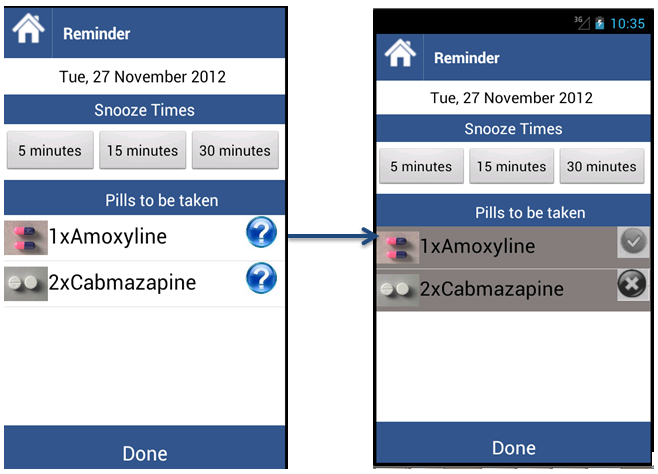 Reminder
Tue, 27 November 2012
Snooze Times
5 minutes 15 minutes 30 minutes
Pills to be taken
1xAmoxyline ?
2xCabmazapine ?
Done
3G 10:35
Reminder
Tue, 27 November 2012
Snooze Times
5 minutes 15 minutes 30 minutes
Pills to be taken
1xAmoxyline
2xCabmazapine
Done